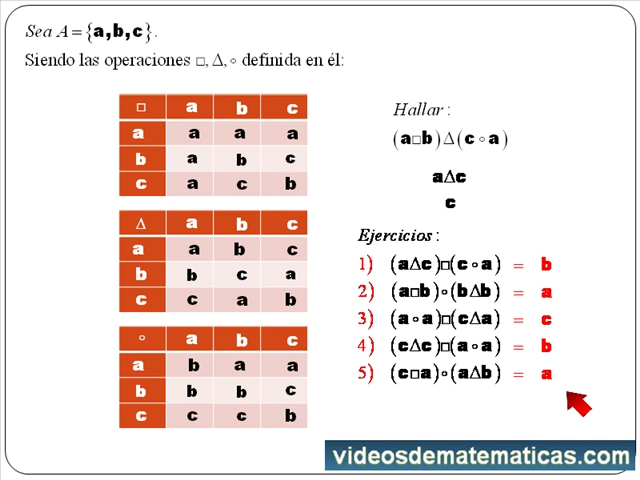 Sea A = {a,b,c}.
Siendo las operaciones □, Δ, ∘ definida en él:
□ a b c
a a a a
b a b c
c a c b
Δ a b c
a a b c
b b c a
c c a b
∘ a b c
a b a a
b b b c
c c c b
Hallar :
(a□b)Δ(c∘a)
aΔc
c
Ejercicios :
1) (aΔc)□(c∘a) = b
2) (a□b)∘(bΔb) = a
3) (a∘a)□(cΔa) = c
4) (cΔc)□(a∘a) = b
5) (c□a)∘(aΔb) = a
videosdematematicas.com